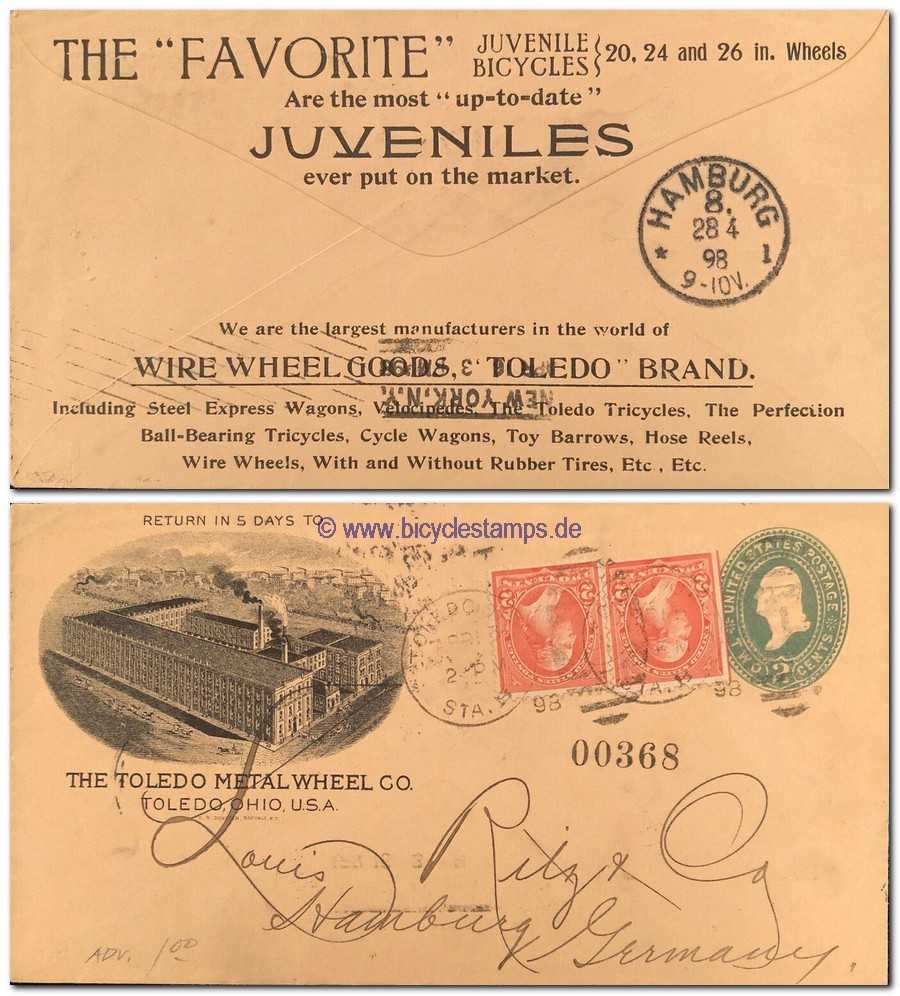 THE "FAVORITE" JUVENILE BICYCLES 20, 24 and 26 in. Wheels
Are the most "up-to-date"
JUVENILES
ever put on the market.
HAMBURG
8.
28 4
98
9-10V.
* 1
We are the largest manufacturers in the world of
WIRE WHEEL GOODS, "TOLEDO" BRAND.
NEW YORK, N.Y.
Including Steel Express Wagons, Velocipedes, The Toledo Tricycles, The Perfection
Ball-Bearing Tricycles, Cycle Wagons, Toy Barrows, Hose Reels,
Wire Wheels, With and Without Rubber Tires, Etc., Etc.
RETURN IN 5 DAYS TO
© www.bicyclestamps.de
UNITED STATES POSTAGE
TWO 2 CENTS
TOLEDO
2-
STA.
98
STA. B
98
00368
THE TOLEDO METAL WHEEL CO.
TOLEDO, OHIO, U.S.A.
Louis Ritz & Co
Hamburg
Germany.
ADV. 1.00